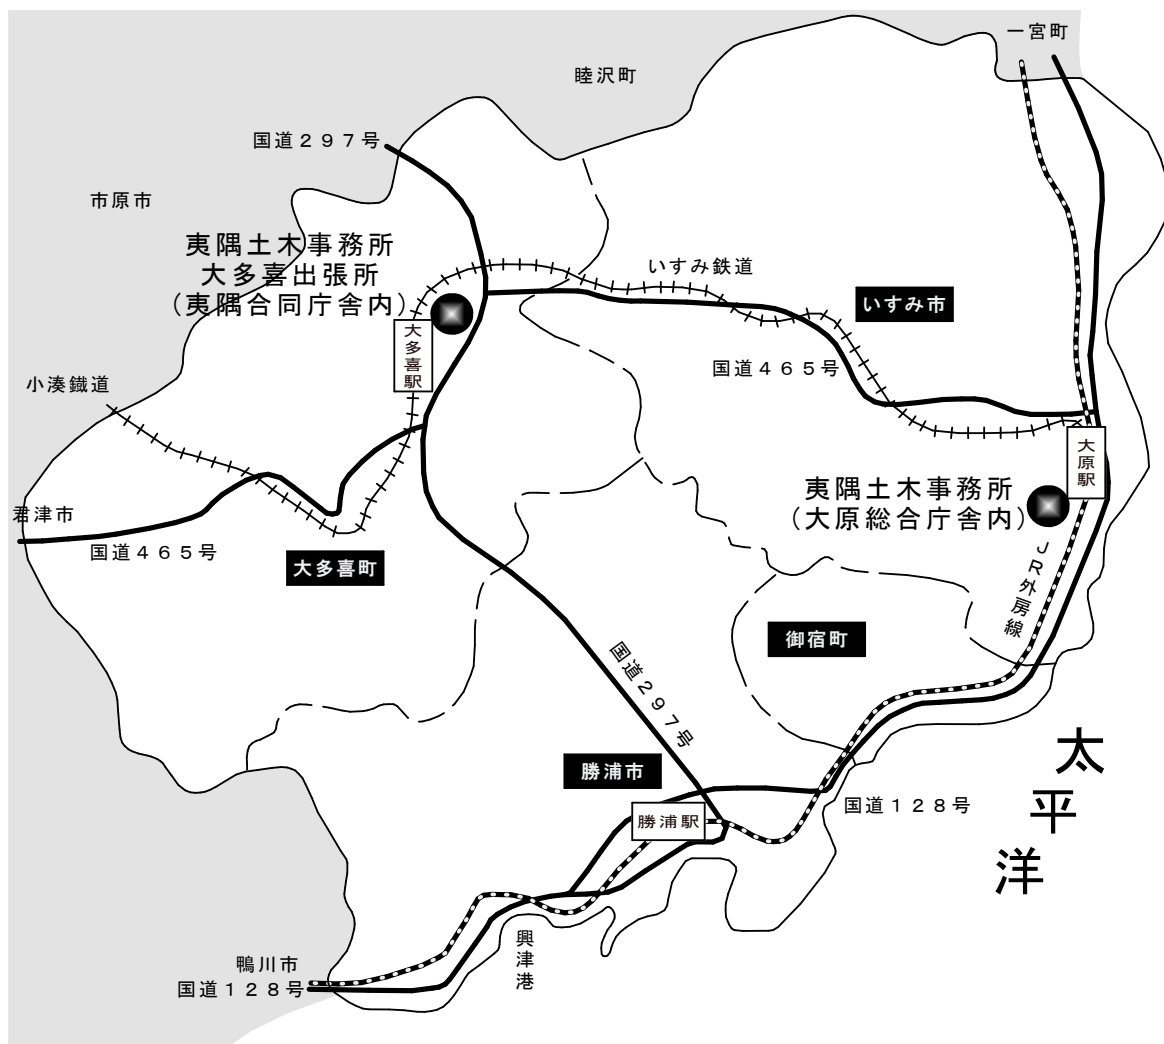 一宮町
睦沢町
国道２９７号
市原市
夷隅土木事務所
大多喜出張所
（夷隅合同庁舎内）
いすみ鉄道
いすみ市
大多喜駅
国道４６５号
小湊鐵道
大原駅
夷隅土木事務所
（大原総合庁舎内）
君津市
国道４６５号
大多喜町
ＪＲ外房線
御宿町
国道２９７号
勝浦市
太平洋
国道１２８号
勝浦駅
興津港
鴨川市
国道１２８号